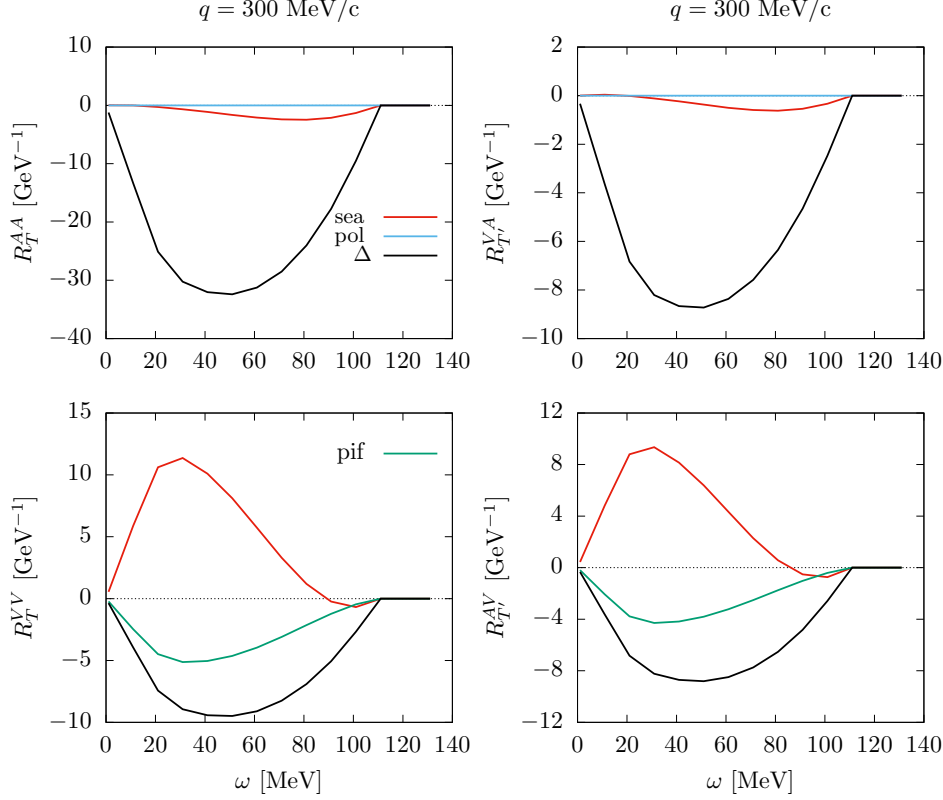 q = 300 MeV/c
q = 300 MeV/c
R_T^{AA} [GeV^{−1}]
10
0
−10
−20
−30
−40
sea
pol
Δ
0 20 40 60 80 100 120 140
R_{T′}^{VA} [GeV^{−1}]
2
0
−2
−4
−6
−8
−10
0 20 40 60 80 100 120 140
R_T^{VV} [GeV^{−1}]
15
10
5
0
−5
−10
pif
0 20 40 60 80 100 120 140
ω [MeV]
R_{T′}^{AV} [GeV^{−1}]
12
8
4
0
−4
−8
−12
0 20 40 60 80 100 120 140
ω [MeV]